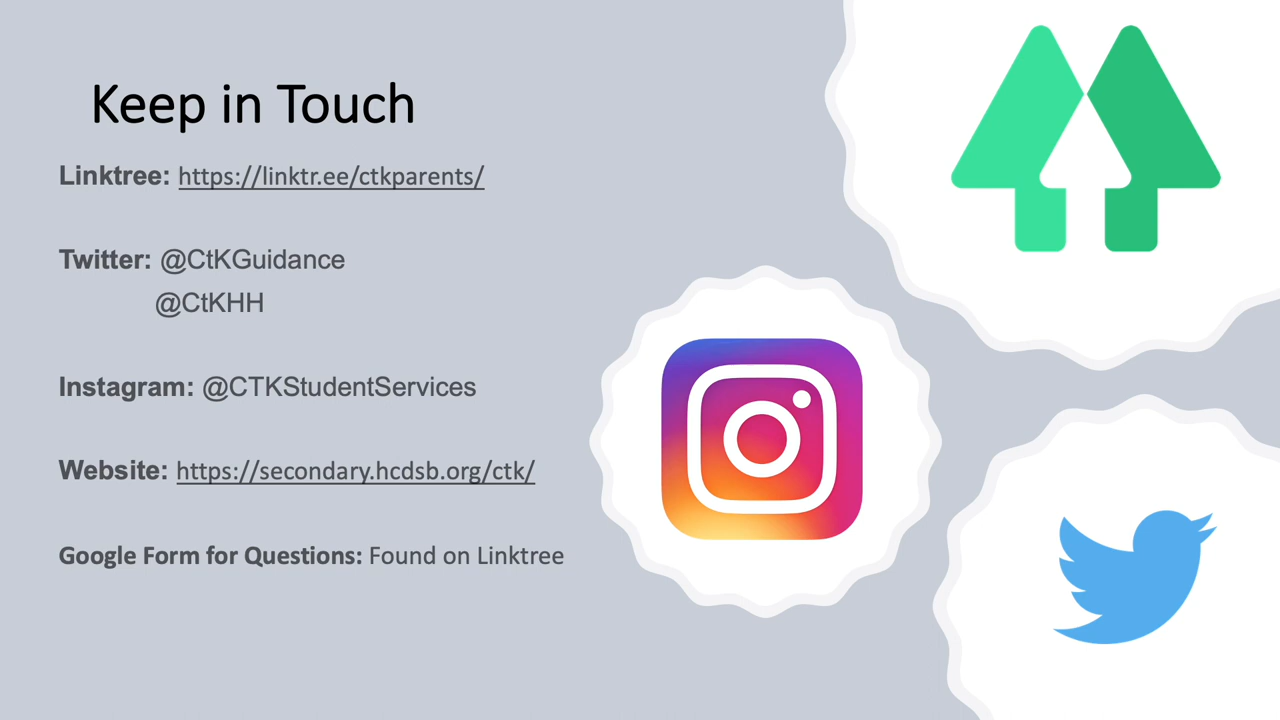 Keep in Touch
Linktree: https://linktr.ee/ctkparents/
Twitter: @CtKGuidance
@CtKHH
Instagram: @CTKStudentServices
Website: https://secondary.hcdsb.org/ctk/
Google Form for Questions: Found on Linktree